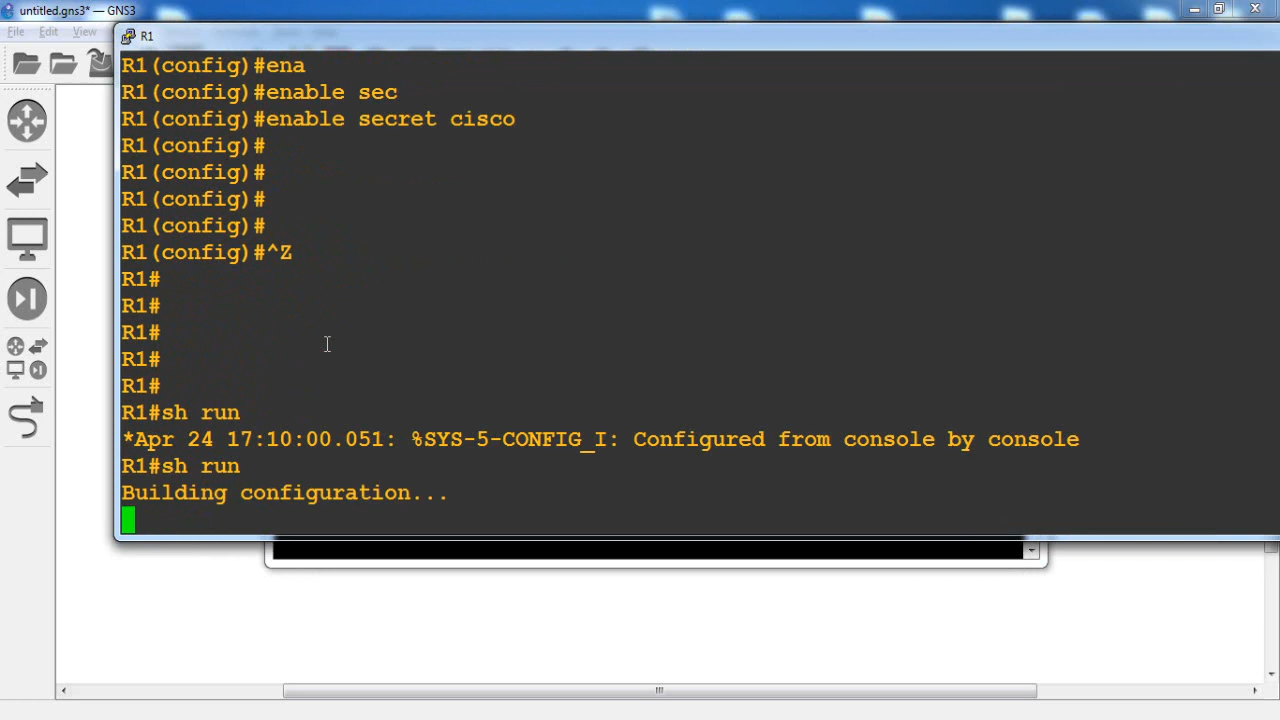 untitled.gns3* — GNS3
File Edit View
R1
R1(config)#ena
R1(config)#enable sec
R1(config)#enable secret cisco
R1(config)#
R1(config)#
R1(config)#
R1(config)#
R1(config)#^Z
R1#
R1#
R1#
R1#
R1#
R1#sh run
*Apr 24 17:10:00.051: %SYS-5-CONFIG_I: Configured from console by console
R1#sh run
Building configuration...